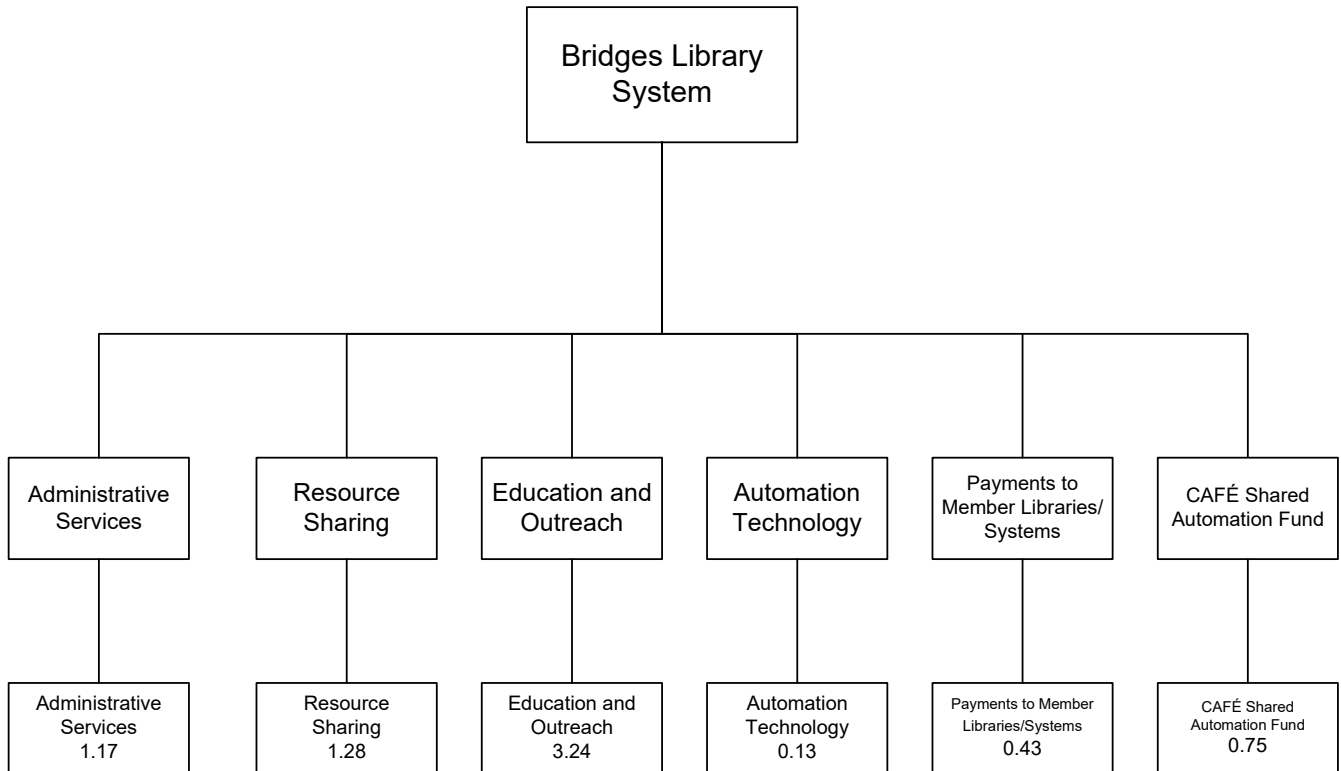 Bridges Library
System
Administrative
Services
Resource
Sharing
Education and
Outreach
Automation
Technology
Payments to
Member Libraries/
Systems
CAFÉ Shared
Automation Fund
Administrative
Services
1.17
Resource
Sharing
1.28
Education and
Outreach
3.24
Automation
Technology
0.13
Payments to Member
Libraries/Systems
0.43
CAFÉ Shared
Automation Fund
0.75